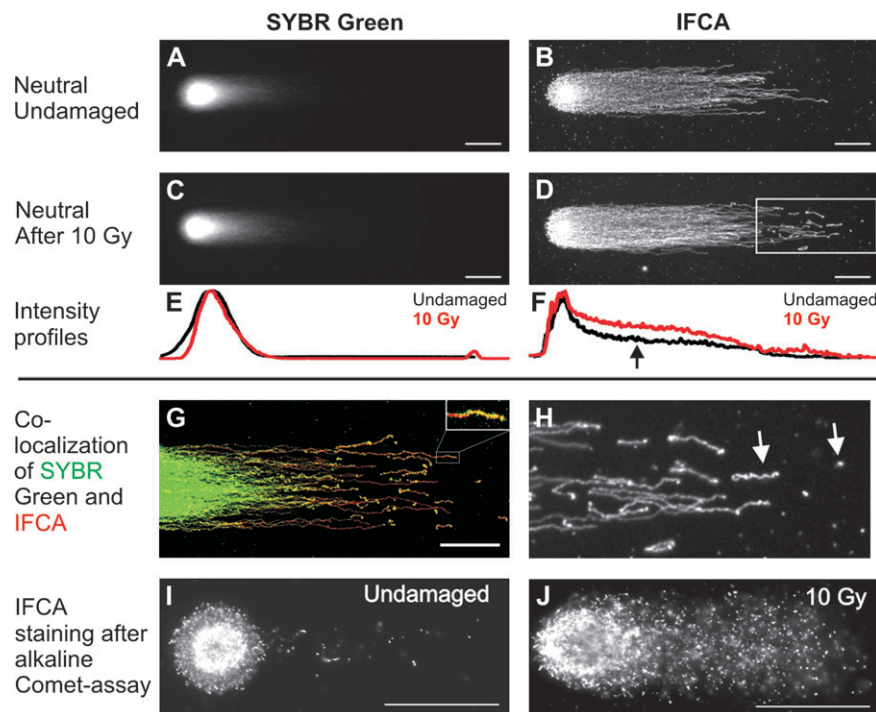 SYBR Green
IFCA
Neutral
Undamaged
A
B
Neutral
After 10 Gy
C
D
Intensity
profiles
E
Undamaged
10 Gy
F
Undamaged
10 Gy
Co-
localization
of SYBR
Green and
IFCA
G
H
IFCA
staining after
alkaline
Comet-assay
I
Undamaged
J
10 Gy